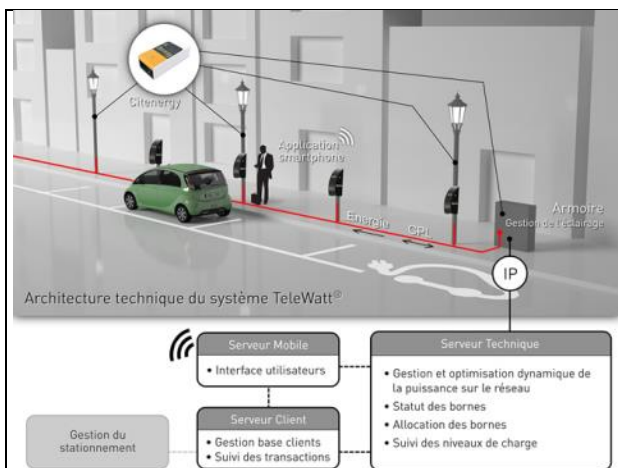 Citenergy
Application
smartphone
Energie
CPL
Armoire
Gestion de l'éclairage
IP
Architecture technique du système TeleWatt®
Serveur Mobile
• Interface utilisateurs
Serveur Technique
• Gestion et optimisation dynamique de
la puissance sur le réseau
• Statut des bornes
• Allocation des bornes
• Suivi des niveaux de charge
Serveur Client
• Gestion base clients
• Suivi des transactions
Gestion du
stationnement